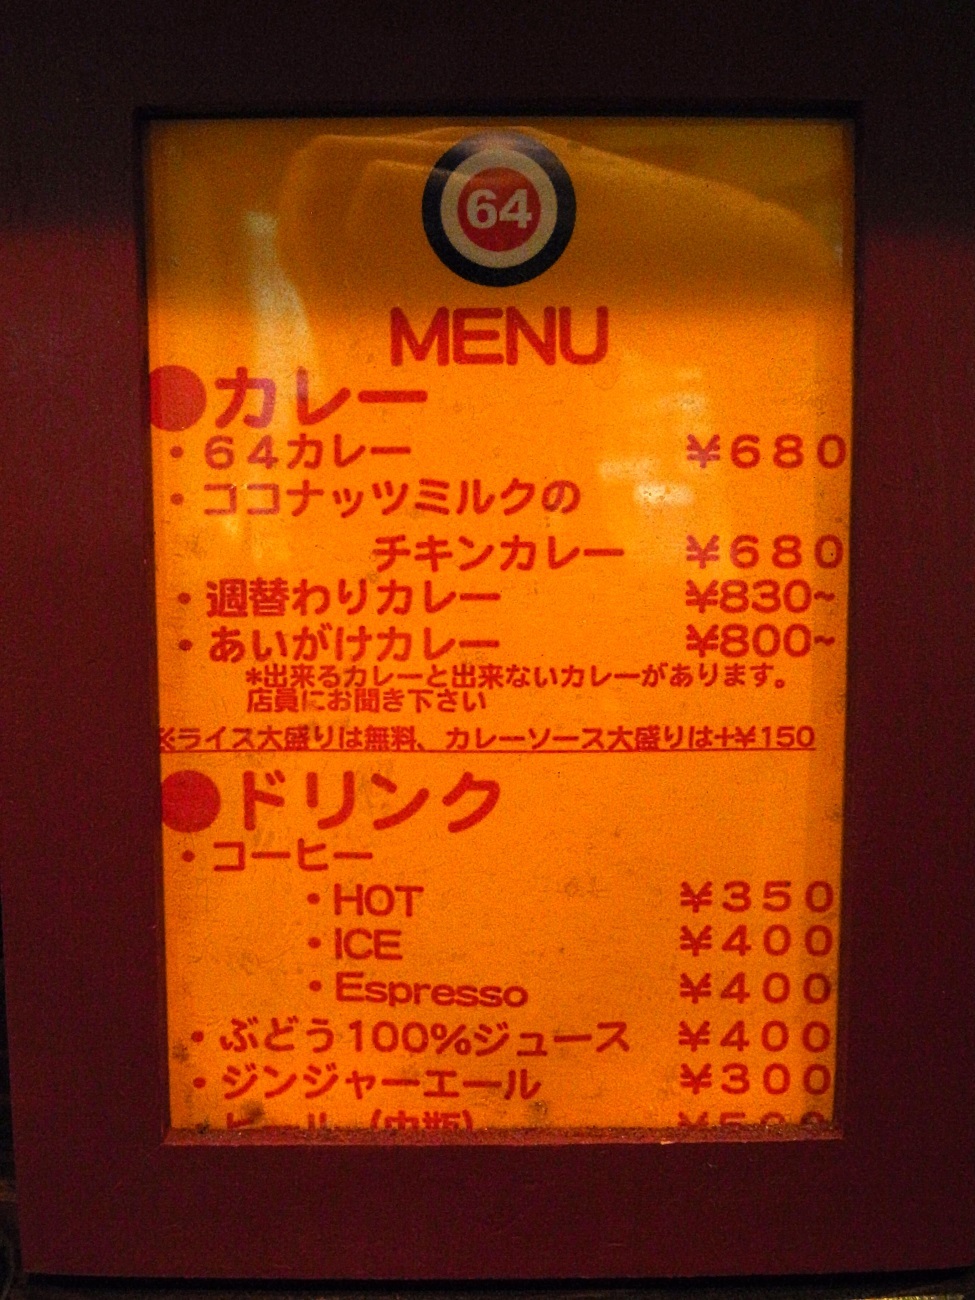 64
MENU
●カレー
・６４カレー ￥６８０
・ココナッツミルクの
チキンカレー ￥６８０
・週替わりカレー ¥830~
・あいがけカレー ¥800~
*出来るカレーと出来ないカレーがあります。
店員にお聞き下さい
※ライス大盛りは無料、カレーソース大盛りは+¥150
●ドリンク
・コーヒー
・HOT ￥３５０
・ICE ￥４００
・Espresso ￥４００
・ぶどう100%ジュース ￥４００
・ジンジャーエール ￥３００
ビール（中瓶）